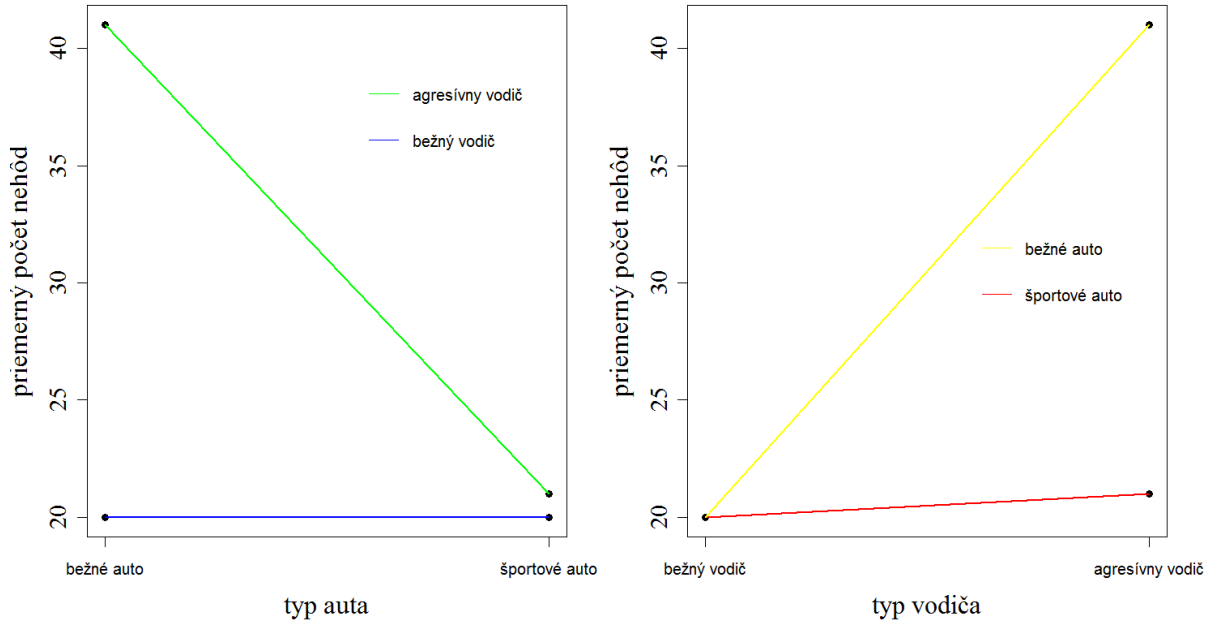 priemerný počet nehôd
40
35
30
25
20
agresívny vodič
bežný vodič
bežné auto
športové auto
typ auta
priemerný počet nehôd
40
35
30
25
20
bežné auto
športové auto
bežný vodič
agresívny vodič
typ vodiča